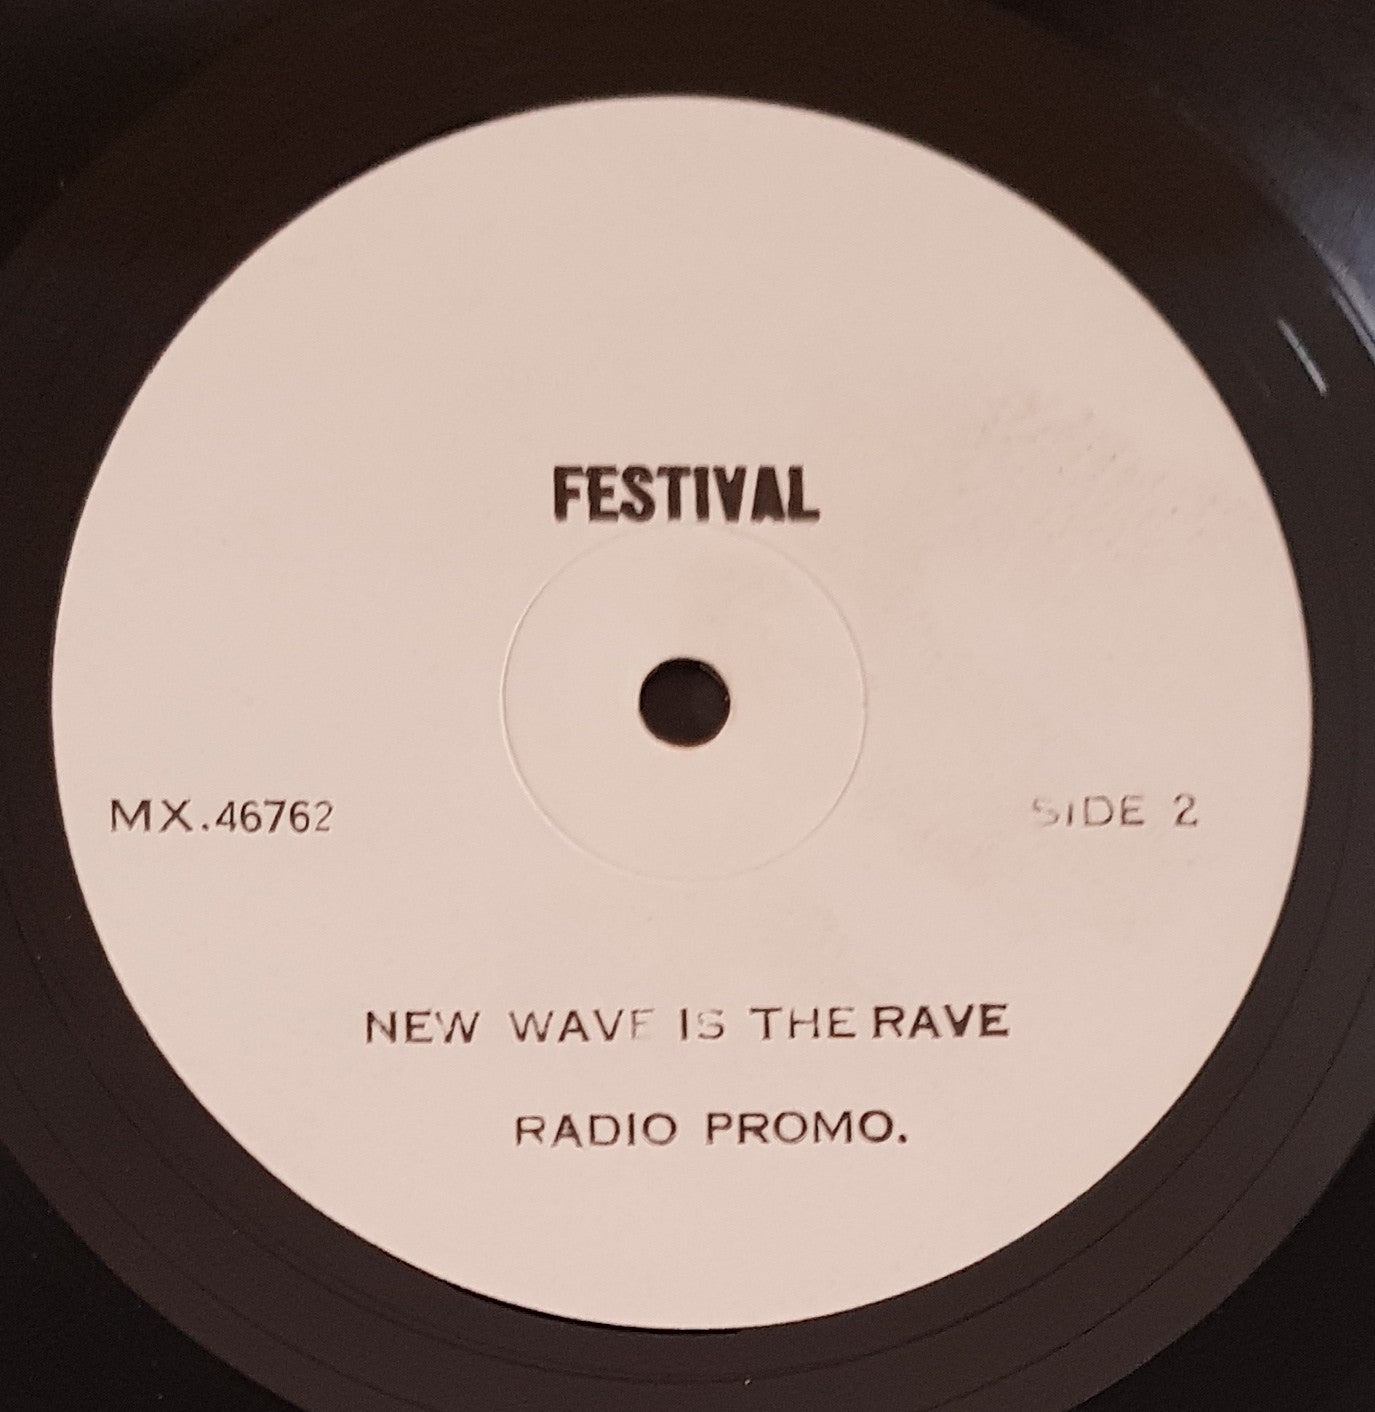 FESTIVAL
MX.46762
SIDE 2
NEW WAVE IS THE RAVE
RADIO PROMO.